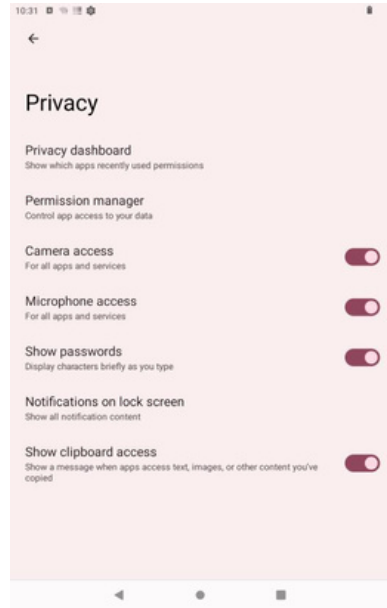 10:31
Privacy
Privacy dashboard
Show which apps recently used permissions
Permission manager
Control app access to your data
Camera access
For all apps and services
Microphone access
For all apps and services
Show passwords
Display characters briefly as you type
Notifications on lock screen
Show all notification content
Show clipboard access
Show a message when apps access text, images, or other content you've
copied